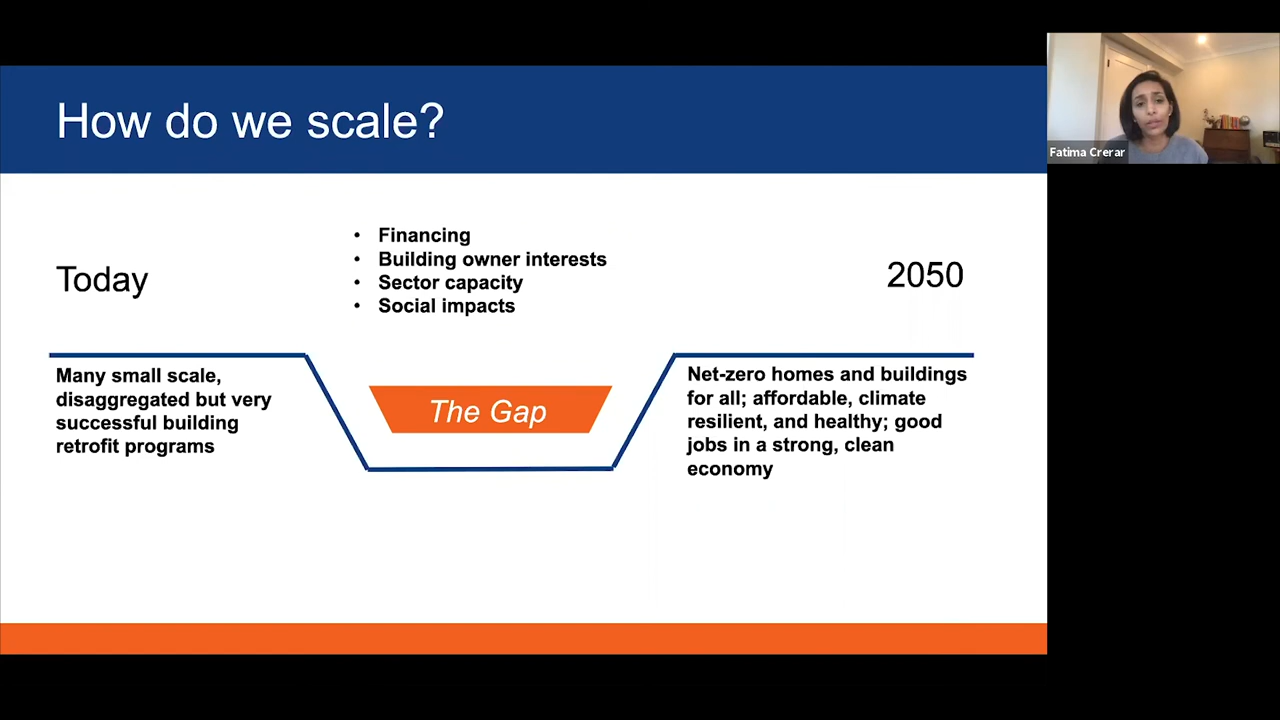 How do we scale?
Fatima Crerar
Today
• Financing
• Building owner interests
• Sector capacity
• Social impacts
2050
Many small scale,
disaggregated but very
successful building
retrofit programs
The Gap
Net-zero homes and buildings
for all; affordable, climate
resilient, and healthy; good
jobs in a strong, clean
economy